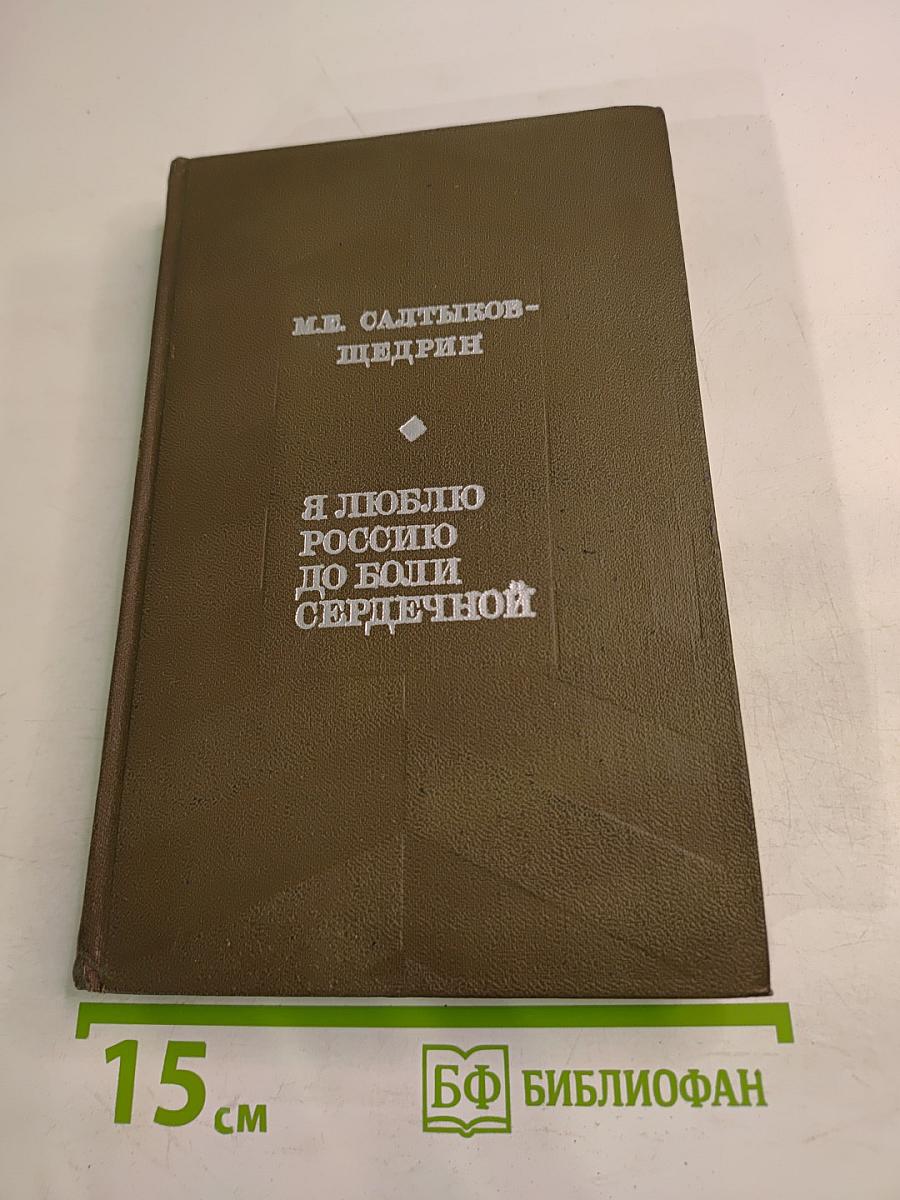 М.Е. САЛТЫКОВ-
ЩЕДРИН
Я ЛЮБЛЮ
РОССИЮ
ДО БОЛИ
СЕРДЕЧНОЙ
15 см
БФ БИБЛИОФАН